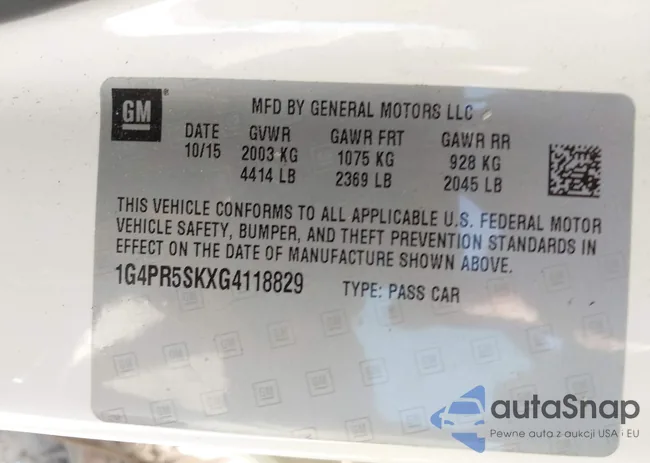 GM®
MFD BY GENERAL MOTORS LLC
DATE GVWR GAWR FRT GAWR RR
10/15 2003 KG 1075 KG 928 KG
4414 LB 2369 LB 2045 LB
THIS VEHICLE CONFORMS TO ALL APPLICABLE U.S. FEDERAL MOTOR
VEHICLE SAFETY, BUMPER, AND THEFT PREVENTION STANDARDS IN
EFFECT ON THE DATE OF MANUFACTURE SHOWN ABOVE.
1G4PR5SKXG4118829 TYPE: PASS CAR
autaSnap
Pewne auta z aukcji USA i EU